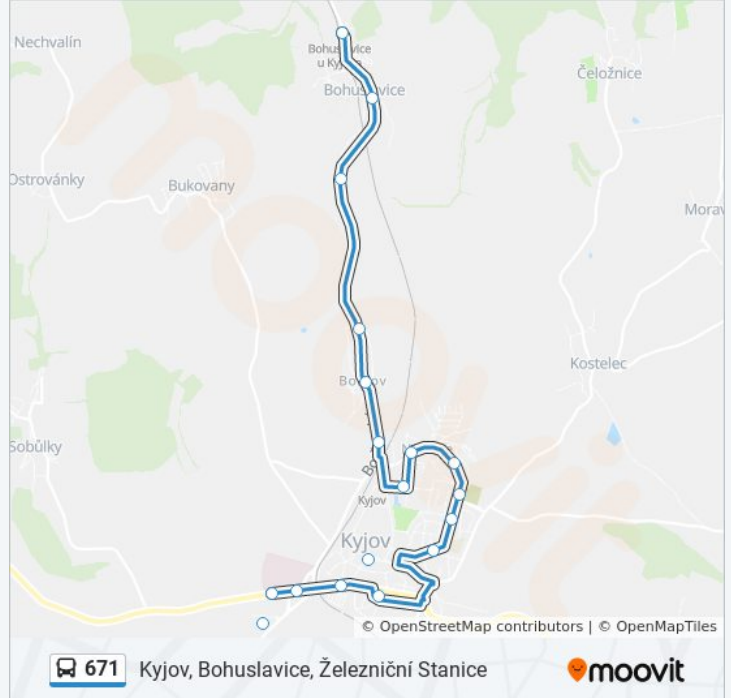 Nechvalín
Bohuslavice
u Kyjova
Bohuslavice
Čeložnice
Ostrovánky
Bukovany
Morav
Kostelec
Sobůlky
Kyjov
Kyjov
© OpenStreetMap contributors | © OpenMapTiles
671 Kyjov, Bohuslavice, Železniční Stanice
moovit